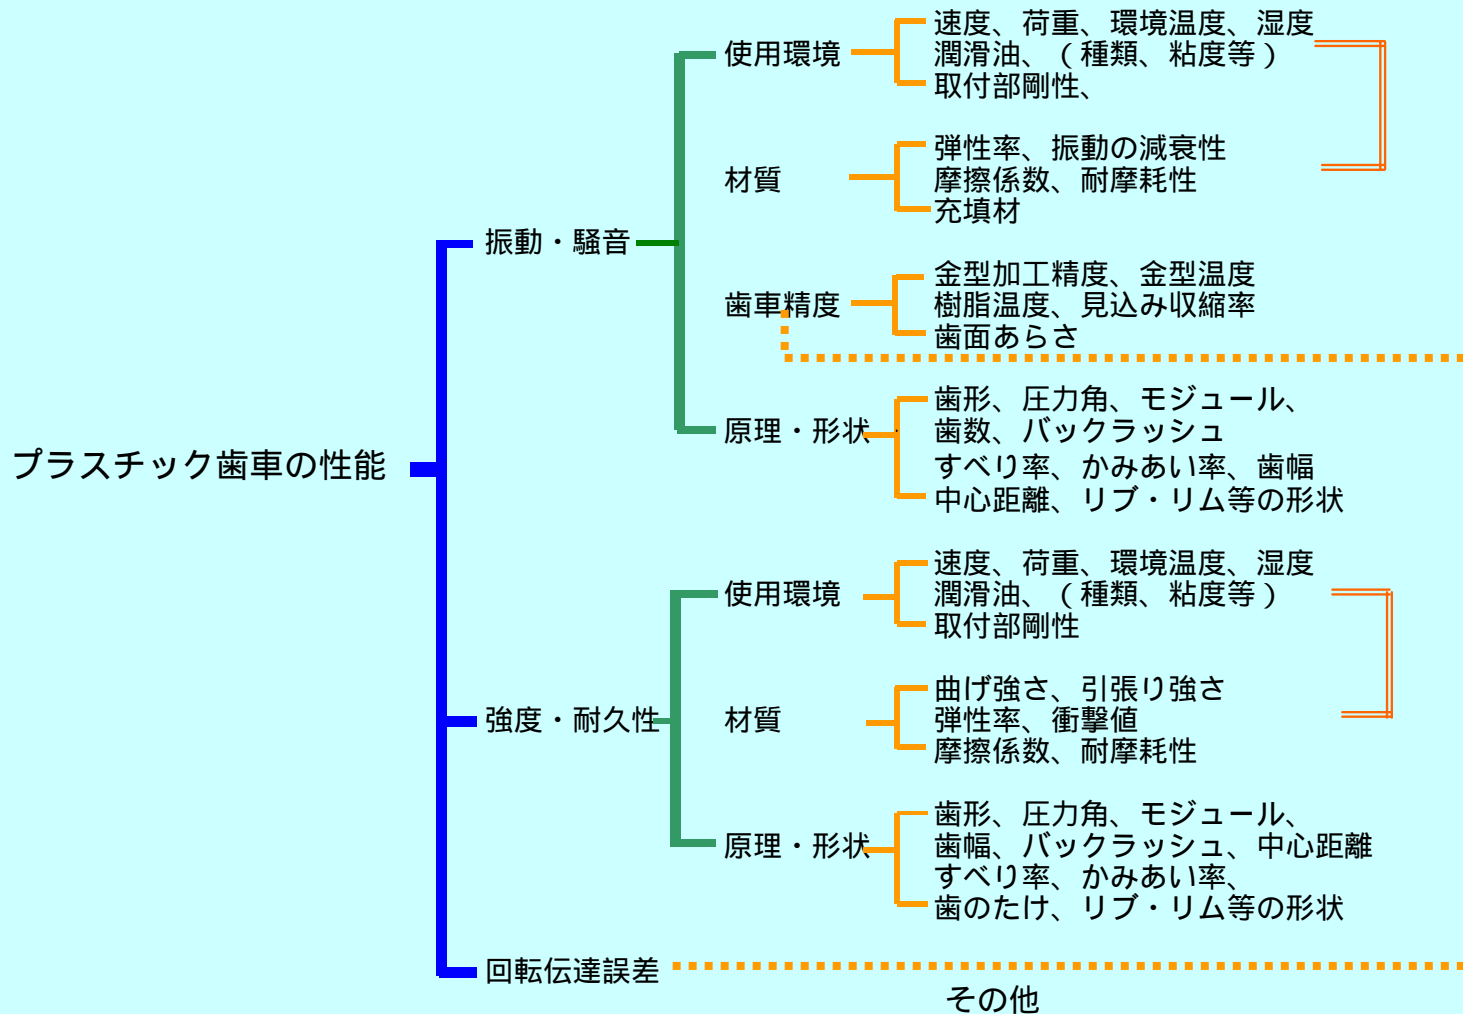 プラスチック歯車の性能
振動・騒音
使用環境
速度、荷重、環境温度、湿度
潤滑油、（種類、粘度等）
取付部剛性、
材質
弾性率、振動の減衰性
摩擦係数、耐摩耗性
充填材
歯車精度
金型加工精度、金型温度
樹脂温度、見込み収縮率
歯面あらさ
原理・形状
歯形、圧力角、モジュール、
歯数、バックラッシュ
すべり率、かみあい率、歯幅
中心距離、リブ・リム等の形状
強度・耐久性
使用環境
速度、荷重、環境温度、湿度
潤滑油、（種類、粘度等）
取付部剛性
材質
曲げ強さ、引張り強さ
弾性率、衝撃値
摩擦係数、耐摩耗性
原理・形状
歯形、圧力角、モジュール、
歯幅、バックラッシュ、中心距離
すべり率、かみあい率、
歯のたけ、リブ・リム等の形状
回転伝達誤差
その他